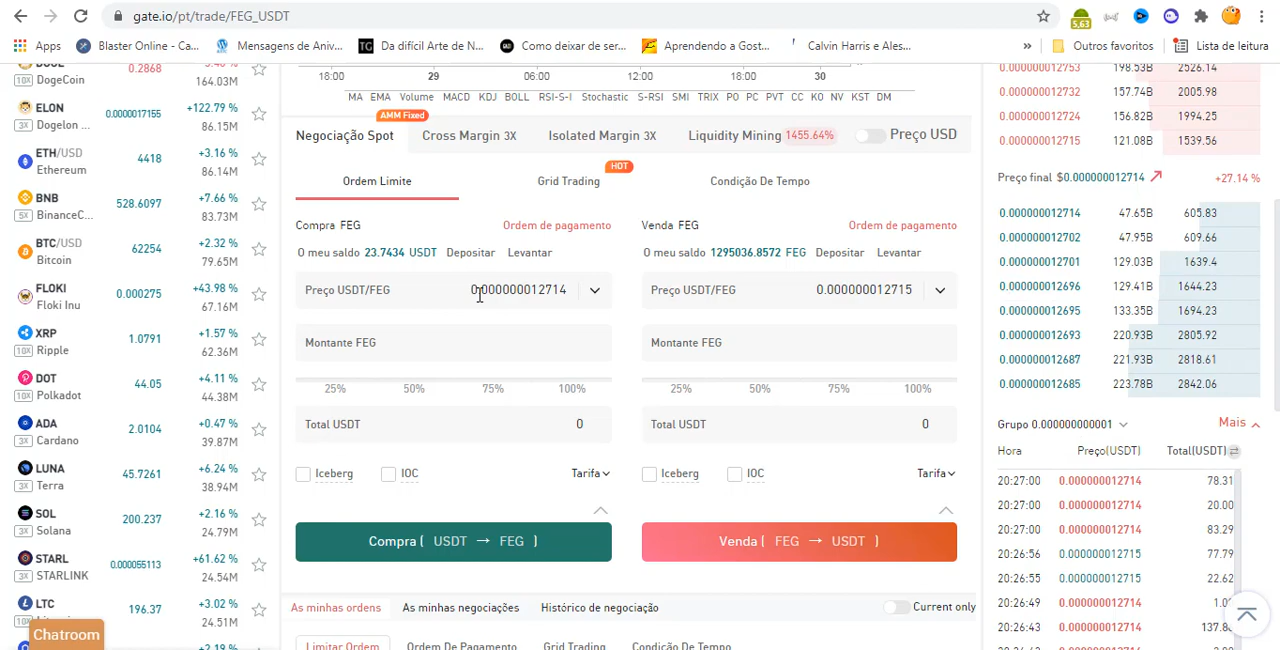 gate.io/pt/trade/FEG_USDT
5,63
Apps
Blaster Online - Ca...
Mensagens de Aniv...
TG
Da difícil Arte de N...
Como deixar de ser...
Aprendendo a Gost...
Calvin Harris e Ales...
»
Outros favoritos
Lista de leitura
0.2868
10X DogeCoin 164.03M
ELON 0.0000017155 +122.79 %
3X Dogelon ... 86.15M
ETH/USD 4418 +3.16 %
Ethereum 86.14M
BNB 528.6097 +7.66 %
5X BinanceC... 83.73M
BTC/USD 62254 +2.32 %
Bitcoin 79.65M
FLOKI 0.000275 +43.98 %
Floki Inu 67.16M
XRP 1.0791 +1.57 %
10X Ripple 62.36M
DOT 44.05 +4.11 %
10X Polkadot 44.38M
ADA 2.0104 +0.47 %
3X Cardano 39.87M
LUNA 45.7261 +6.24 %
3X Terra 38.94M
SOL 200.237 +2.16 %
3X Solana 24.79M
STARL 0.000055113 +61.62 %
3X STARLINK 24.54M
LTC 196.37 +3.02 %
24.51M
+2.19 %
Chatroom
18:00 29 06:00 12:00 18:00 30
MA EMA Volume MACD KDJ BOLL RSI-S-I Stochastic S-RSI SMI TRIX PO PC PVT CC KO NV KST DM
AMM Fixed
Negociação Spot Cross Margin 3X Isolated Margin 3X Liquidity Mining 1455.64% Preço USD
HOT
Ordem Limite Grid Trading Condição De Tempo
Compra FEG Ordem de pagamento
O meu saldo 23.7434 USDT Depositar Levantar
Preço USDT/FEG 0.000000012714
Montante FEG
25% 50% 75% 100%
Total USDT 0
Iceberg IOC Tarifa
Compra ( USDT → FEG )
Venda FEG Ordem de pagamento
O meu saldo 1295036.8572 FEG Depositar Levantar
Preço USDT/FEG 0.000000012715
Montante FEG
25% 50% 75% 100%
Total USDT 0
Iceberg IOC Tarifa
Venda ( FEG → USDT )
As minhas ordens As minhas negociações Histórico de negociação Current only
Limitar Ordem Ordem De Pagamento Grid Trading Condição De Tempo
0.000000012753 198.53B 2526.14
0.000000012732 157.74B 2005.98
0.000000012724 156.82B 1994.25
0.000000012715 121.08B 1539.56
Preço final $0.000000012714 +27.14 %
0.000000012714 47.65B 605.83
0.000000012702 47.95B 609.66
0.000000012701 129.03B 1639.4
0.000000012696 129.41B 1644.23
0.000000012695 133.35B 1694.23
0.000000012693 220.93B 2805.92
0.000000012687 221.93B 2818.61
0.000000012685 223.78B 2842.06
Grupo 0.000000000001 Mais
Hora Preço(USDT) Total(USDT)
20:27:00 0.000000012714 78.31
20:27:00 0.000000012714 20.00
20:27:00 0.000000012714 83.29
20:26:56 0.000000012715 77.79
20:26:55 0.000000012715 22.62
20:26:49 0.000000012714
20:26:43 0.000000012714